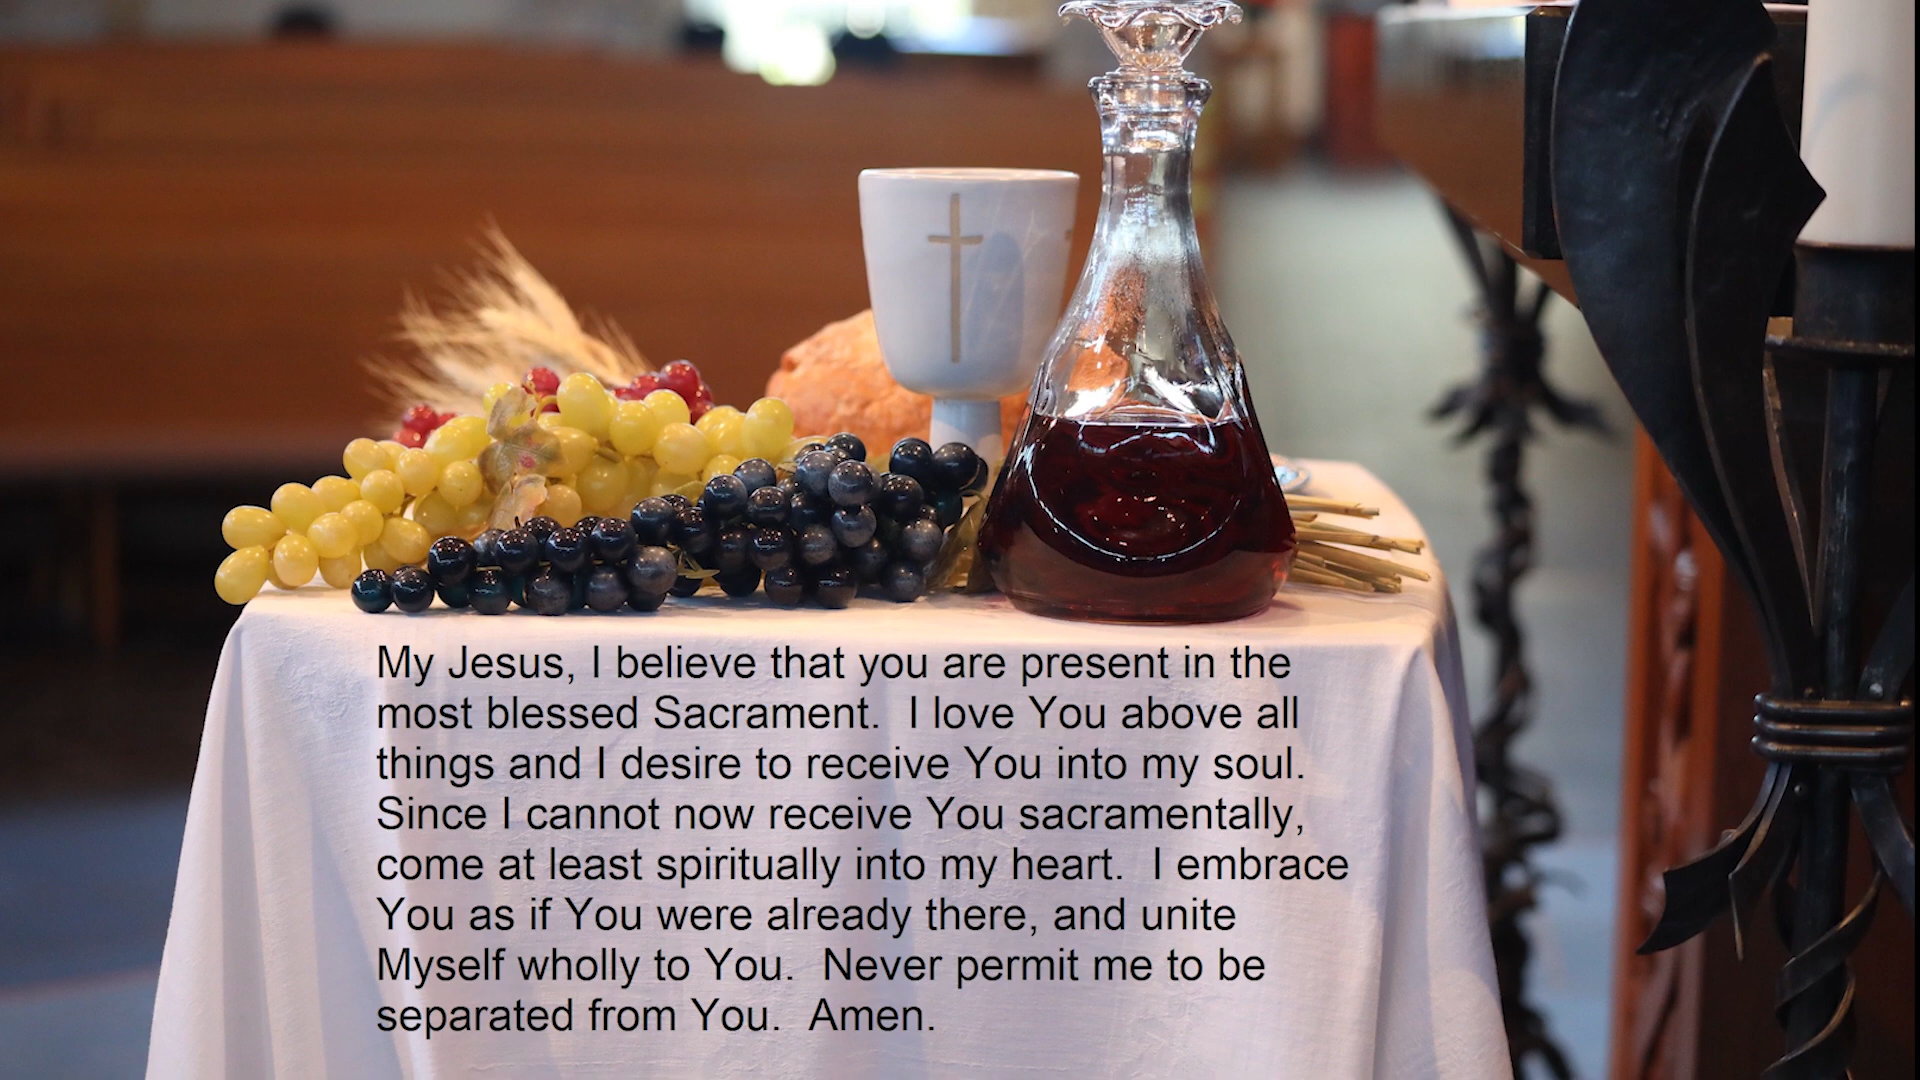 My Jesus, I believe that you are present in the
most blessed Sacrament.  I love You above all
things and I desire to receive You into my soul.
Since I cannot now receive You sacramentally,
come at least spiritually into my heart.  I embrace
You as if You were already there, and unite
Myself wholly to You.  Never permit me to be
separated from You.  Amen.